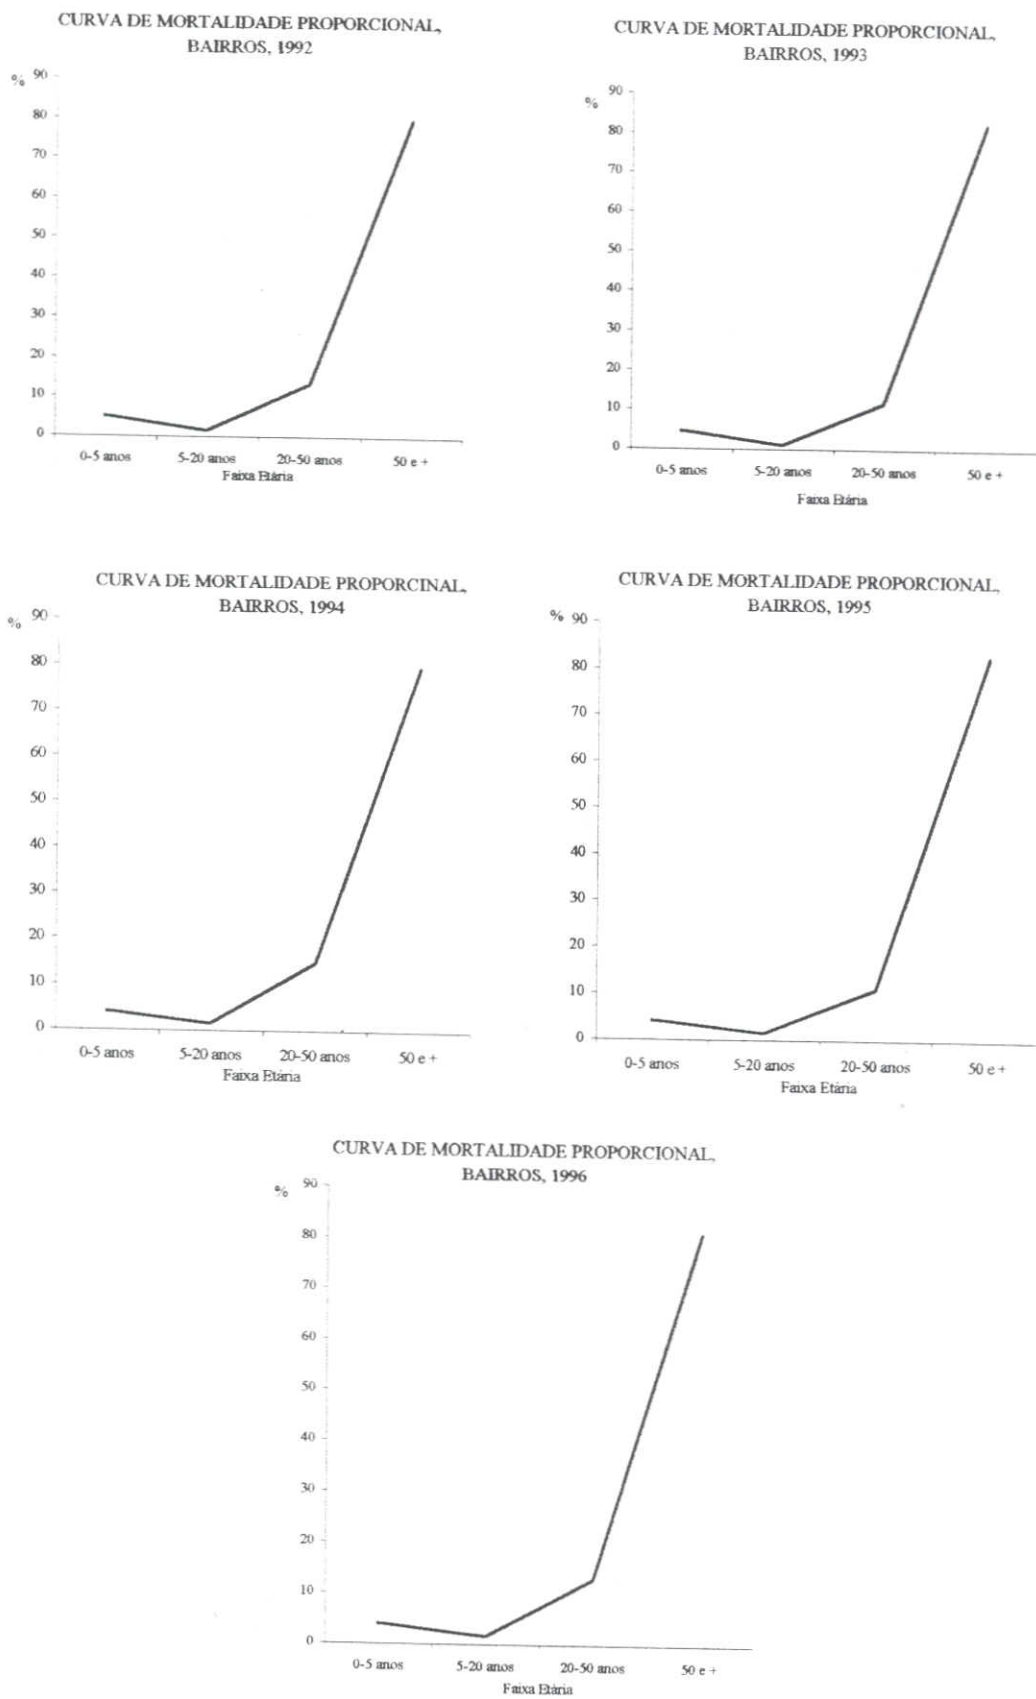 CURVA DE MORTALIDADE PROPORCIONAL,
BAIRROS, 1992
%
90
80
70
60
50
40
30
20
10
0
0-5 anos 5-20 anos 20-50 anos 50 e +
Faixa Etária
CURVA DE MORTALIDADE PROPORCIONAL,
BAIRROS, 1993
%
90
80
70
60
50
40
30
20
10
0
0-5 anos 5-20 anos 20-50 anos 50 e +
Faixa Etária
CURVA DE MORTALIDADE PROPORCINAL,
BAIRROS, 1994
%
90
80
70
60
50
40
30
20
10
0
0-5 anos 5-20 anos 20-50 anos 50 e +
Faixa Etária
CURVA DE MORTALIDADE PROPORCIONAL,
BAIRROS, 1995
%
90
80
70
60
50
40
30
20
10
0
0-5 anos 5-20 anos 20-50 anos 50 e +
Faixa Etária
CURVA DE MORTALIDADE PROPORCIONAL,
BAIRROS, 1996
%
90
80
70
60
50
40
30
20
10
0
0-5 anos 5-20 anos 20-50 anos 50 e +
Faixa Etária